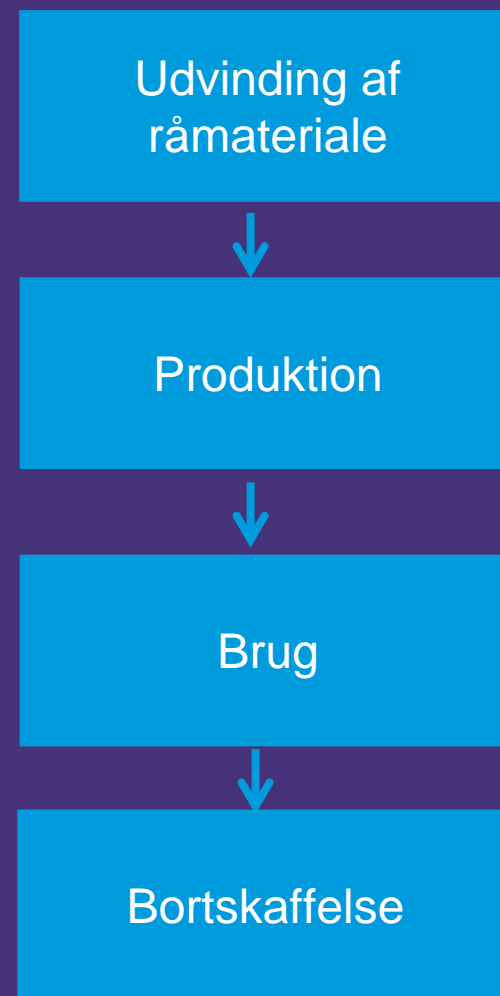 Udvinding af
råmateriale
Produktion
Brug
Bortskaffelse